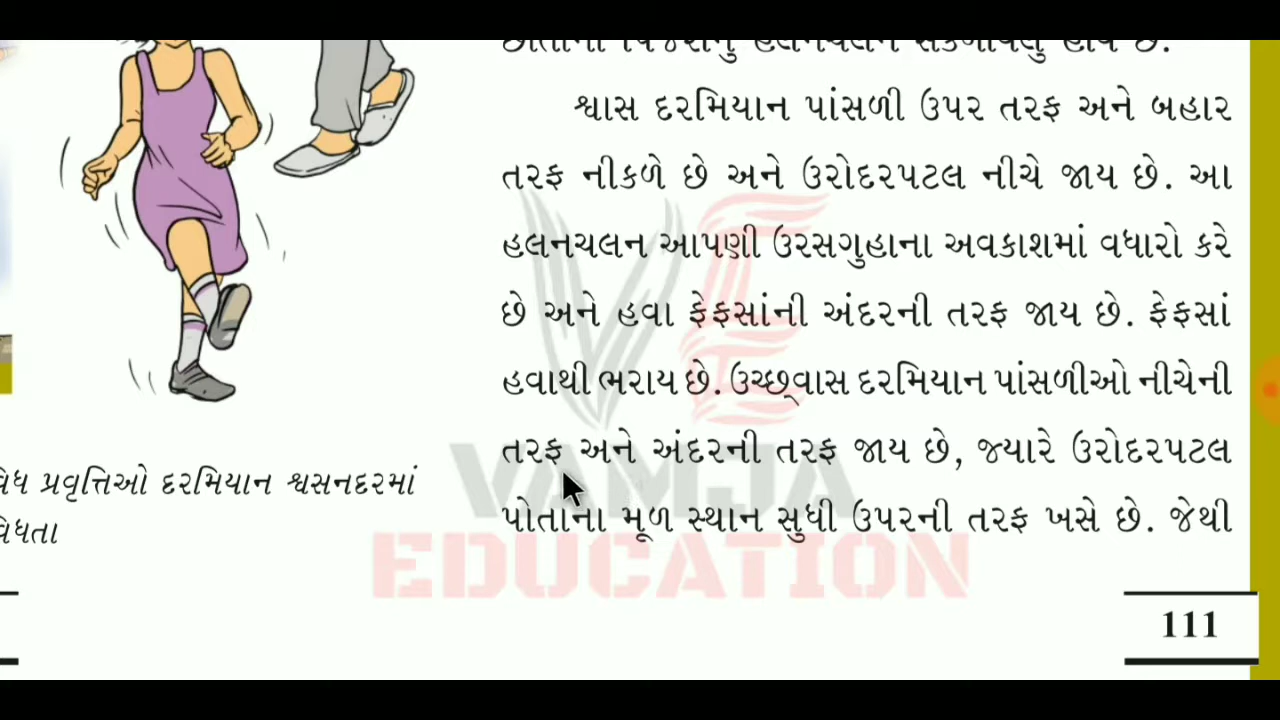 શ્વાસ દરમિયાન પાંસળી ઉપર તરફ અને બહાર
તરફ નીકળે છે અને ઉરોદરપટલ નીચે જાય છે. આ
હલનચલન આપણી ઉરસગુહાના અવકાશમાં વધારો કરે
છે અને હવા ફેફસાંની અંદરની તરફ જાય છે. ફેફસાં
હવાથી ભરાય છે. ઉચ્છ્વાસ દરમિયાન પાંસળીઓ નીચેની
તરફ અને અંદરની તરફ જાય છે, જ્યારે ઉરોદરપટલ
પોતાના મૂળ સ્થાન સુધી ઉપરની તરફ ખસે છે. જેથી
પ્રવૃત્તિઓ દરમિયાન શ્વસનદરમાં
VAMJA
EDUCATION
111